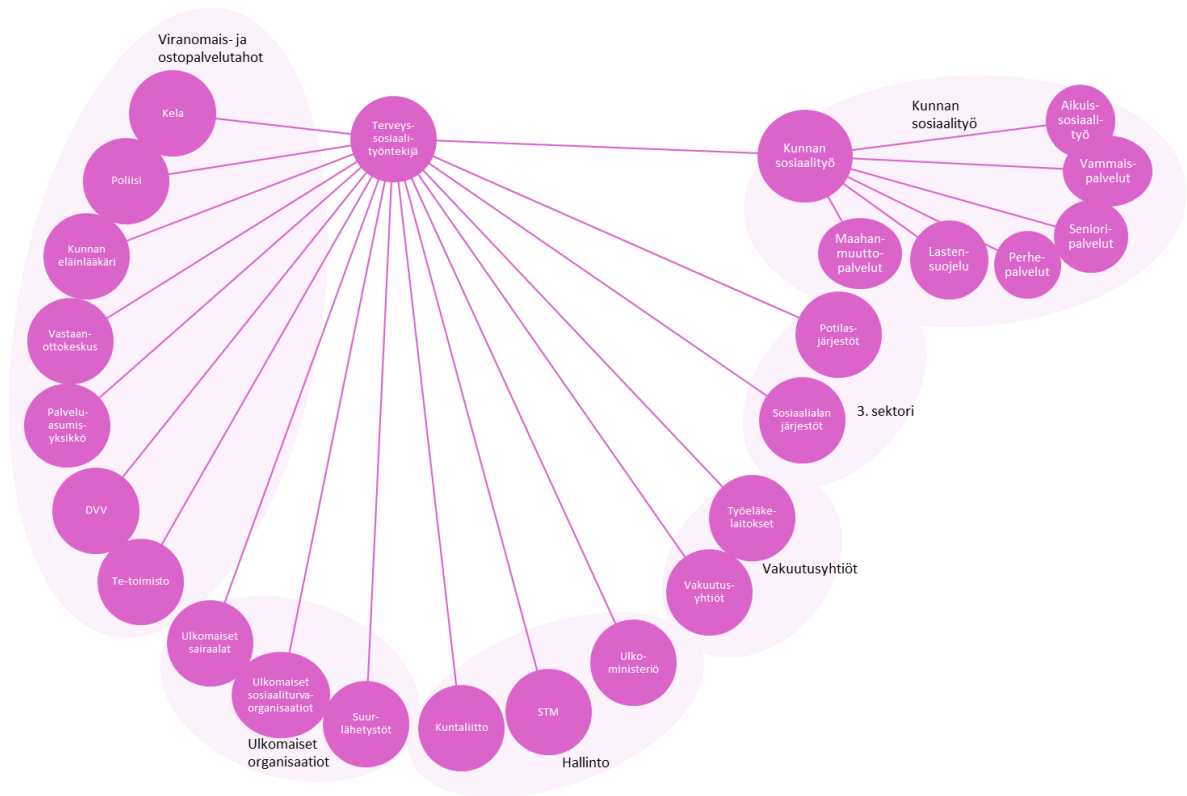 Viranomais- ja
ostopalvelutahot
Kela
Poliisi
Kunnan
eläinlääkäri
Vastaan-
ottokeskus
Palvelu-
asumis-
yksikkö
DVV
Te-toimisto
Terveys-
sosiaali-
työntekijä
Kunnan
sosiaalityö
Kunnan
sosiaalityö
Aikuis-
sosiaali-
työ
Vammais-
palvelut
Seniori-
palvelut
Perhe-
palvelut
Lasten-
suojelu
Maahan-
muutto-
palvelut
Potilas-
järjestöt
Sosiaalialan
järjestöt
3. sektori
Työeläke-
laitokset
Vakuutus-
yhtiöt
Vakuutusyhtiöt
Ulko-
ministeriö
STM
Kuntaliitto
Hallinto
Suur-
lähetystöt
Ulkomaiset
sosiaaliturva-
organisaatiot
Ulkomaiset
sairaalat
Ulkomaiset
organisaatiot